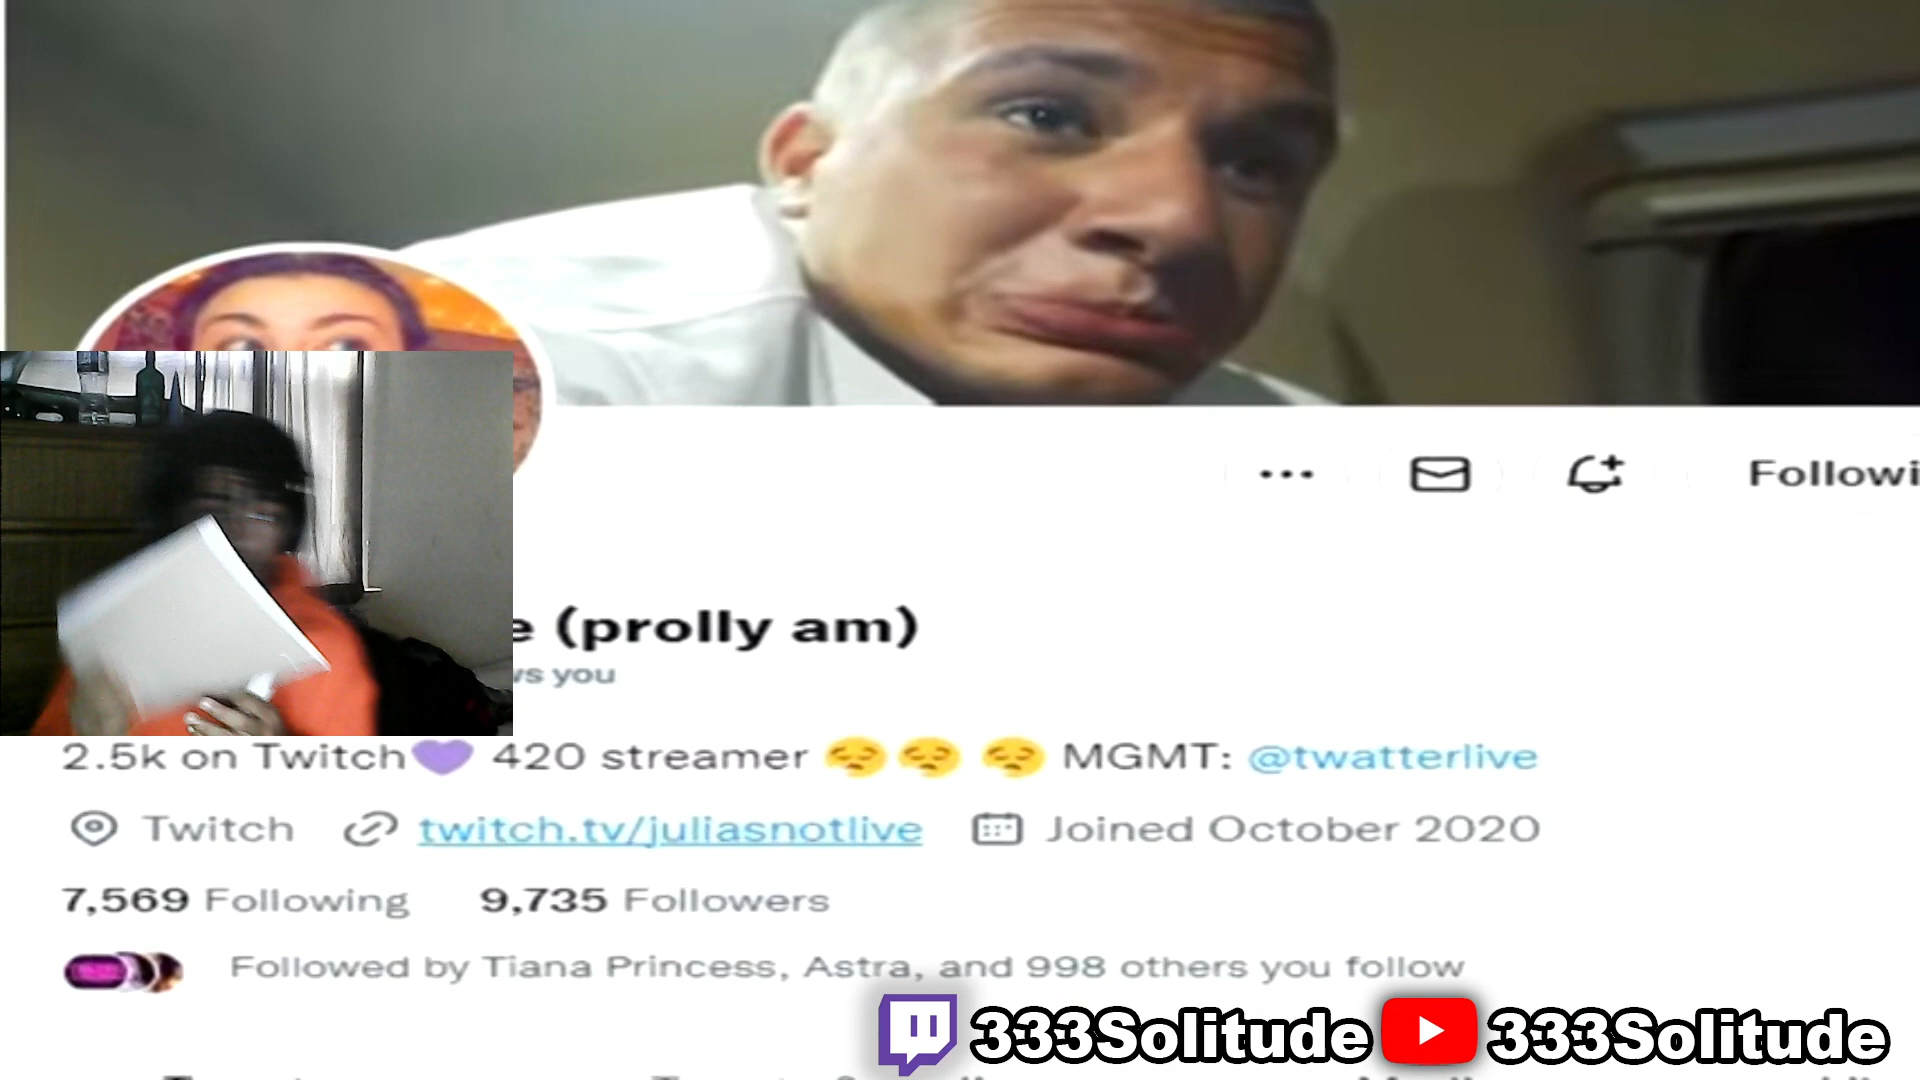 Followi
e (prolly am)
ws you
2.5k on Twitch💜 420 streamer 😔😔 😔 MGMT: @twatterlive
Twitch twitch.tv/juliasnotlive Joined October 2020
7,569 Following 9,735 Followers
Followed by Tiana Princess, Astra, and 998 others you follow
333Solitude 333Solitude